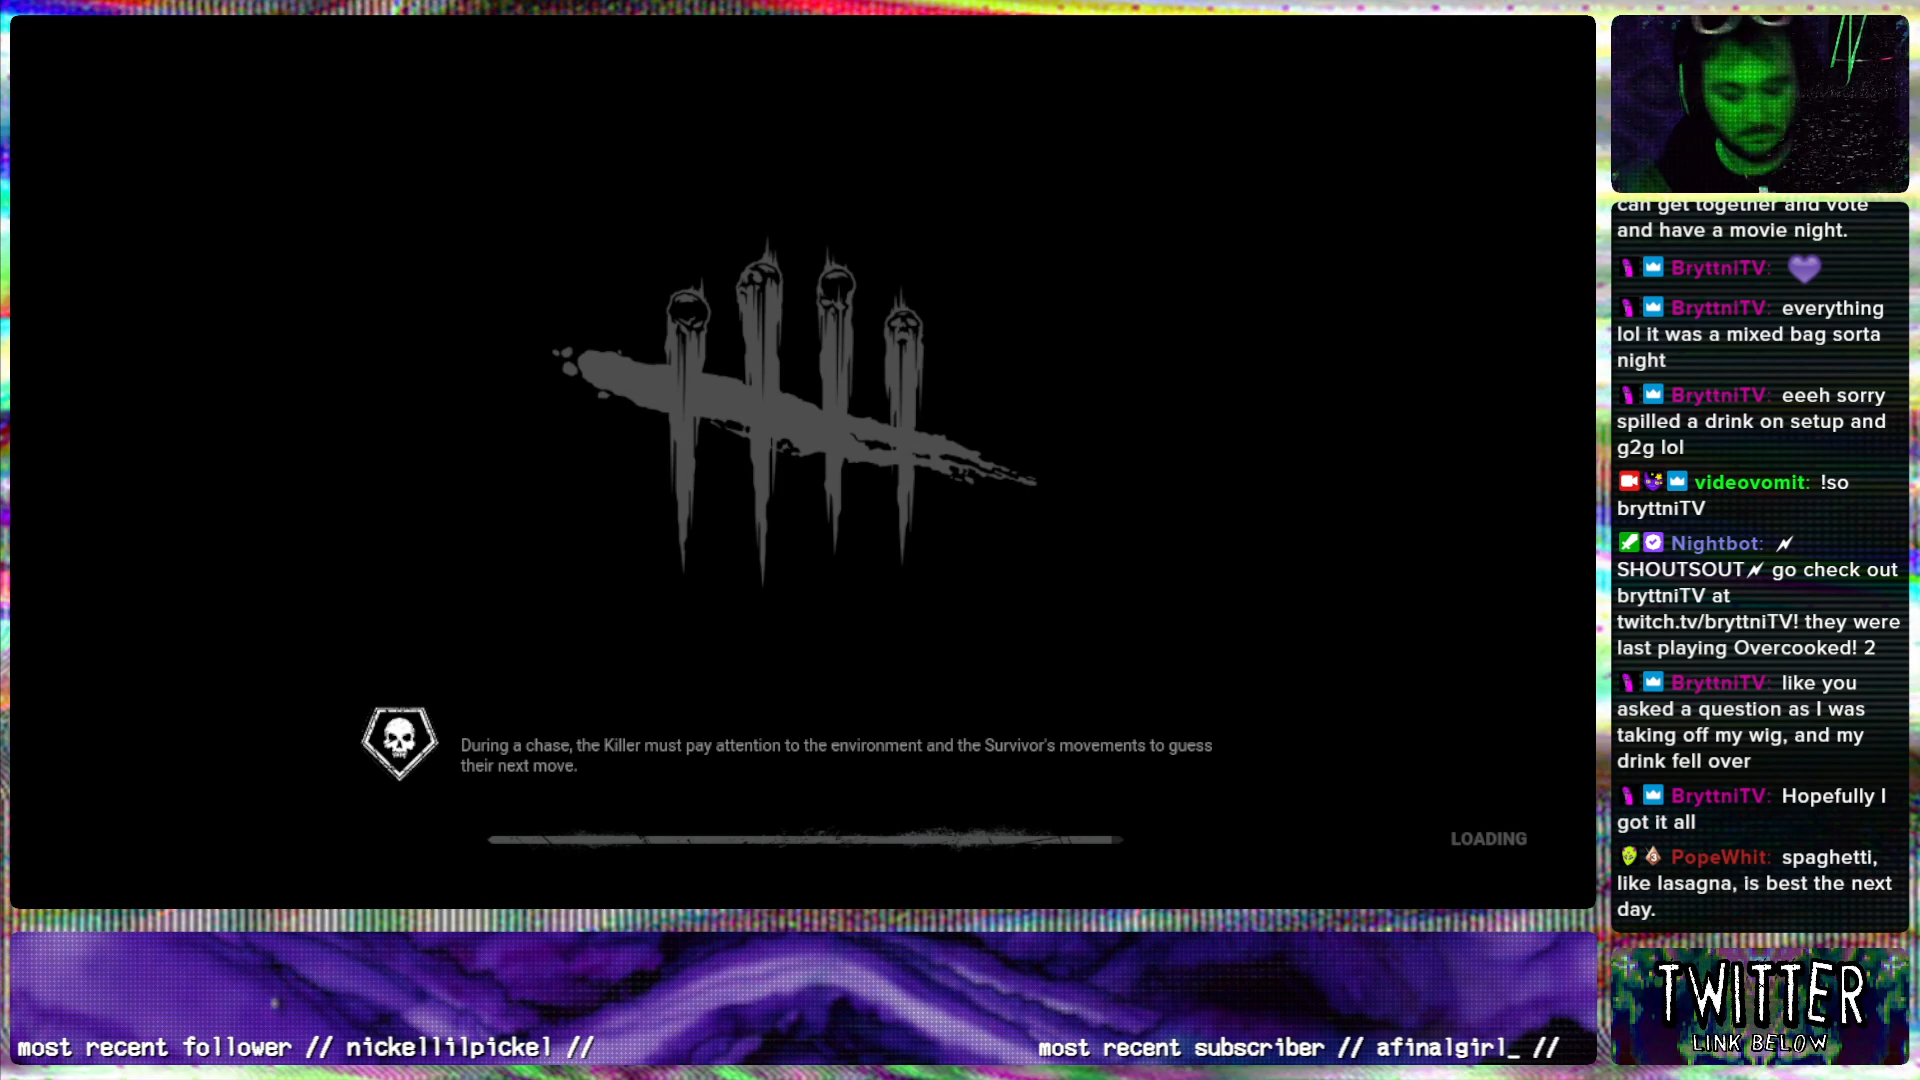 During a chase, the Killer must pay attention to the environment and the Survivor's movements to guess
their next move.
LOADING
can get together and vote
and have a movie night.
BryttniTV:
BryttniTV: everything
lol it was a mixed bag sorta
night
BryttniTV: eeeh sorry
spilled a drink on setup and
g2g lol
videovomit: !so
bryttniTV
Nightbot:
SHOUTSOUT go check out
bryttniTV at
twitch.tv/bryttniTV! they were
last playing Overcooked! 2
BryttniTV: like you
asked a question as I was
taking off my wig, and my
drink fell over
BryttniTV: Hopefully I
got it all
PopeWhit: spaghetti,
like lasagna, is best the next
day.
most recent follower // nickellilpickel //
most recent subscriber // afinalgirl_ //
TWITTER
LINK BELOW